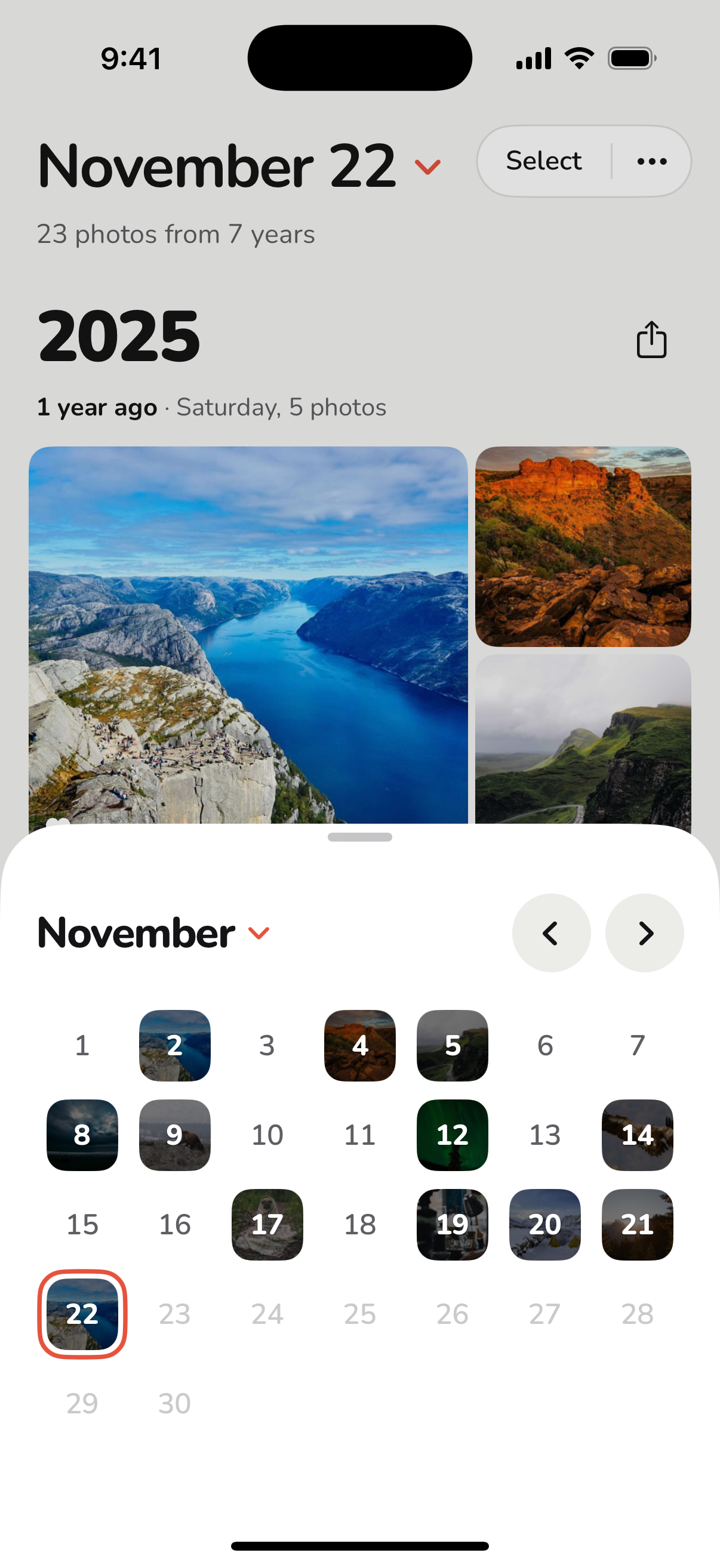 9:41
November 22
Select
23 photos from 7 years
2025
1 year ago · Saturday, 5 photos
November
1 2 3 4 5 6 7
8 9 10 11 12 13 14
15 16 17 18 19 20 21
22 23 24 25 26 27 28
29 30